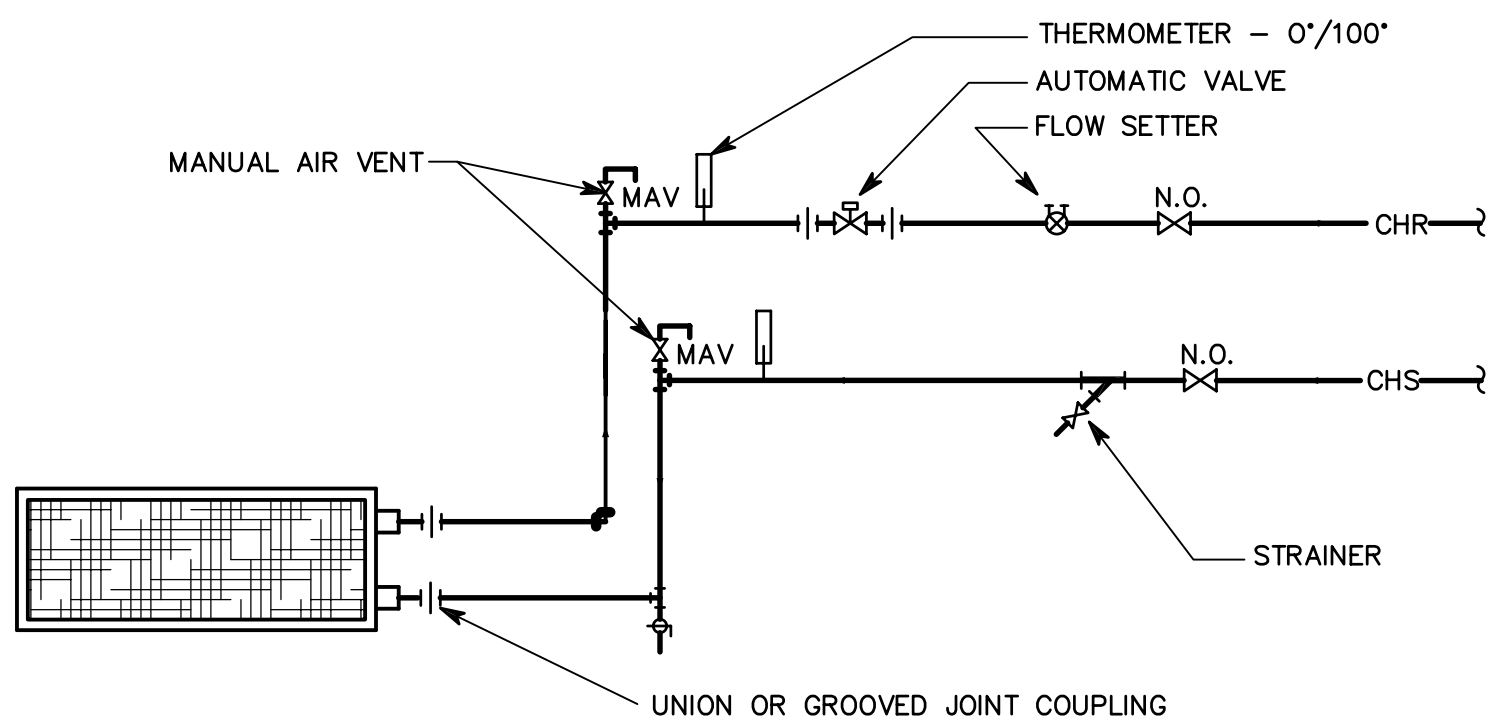 THERMOMETER - 0°/100°
AUTOMATIC VALVE
FLOW SETTER
MANUAL AIR VENT
MAV
N.O.
CHR
MAV
N.O.
CHS
STRAINER
UNION OR GROOVED JOINT COUPLING